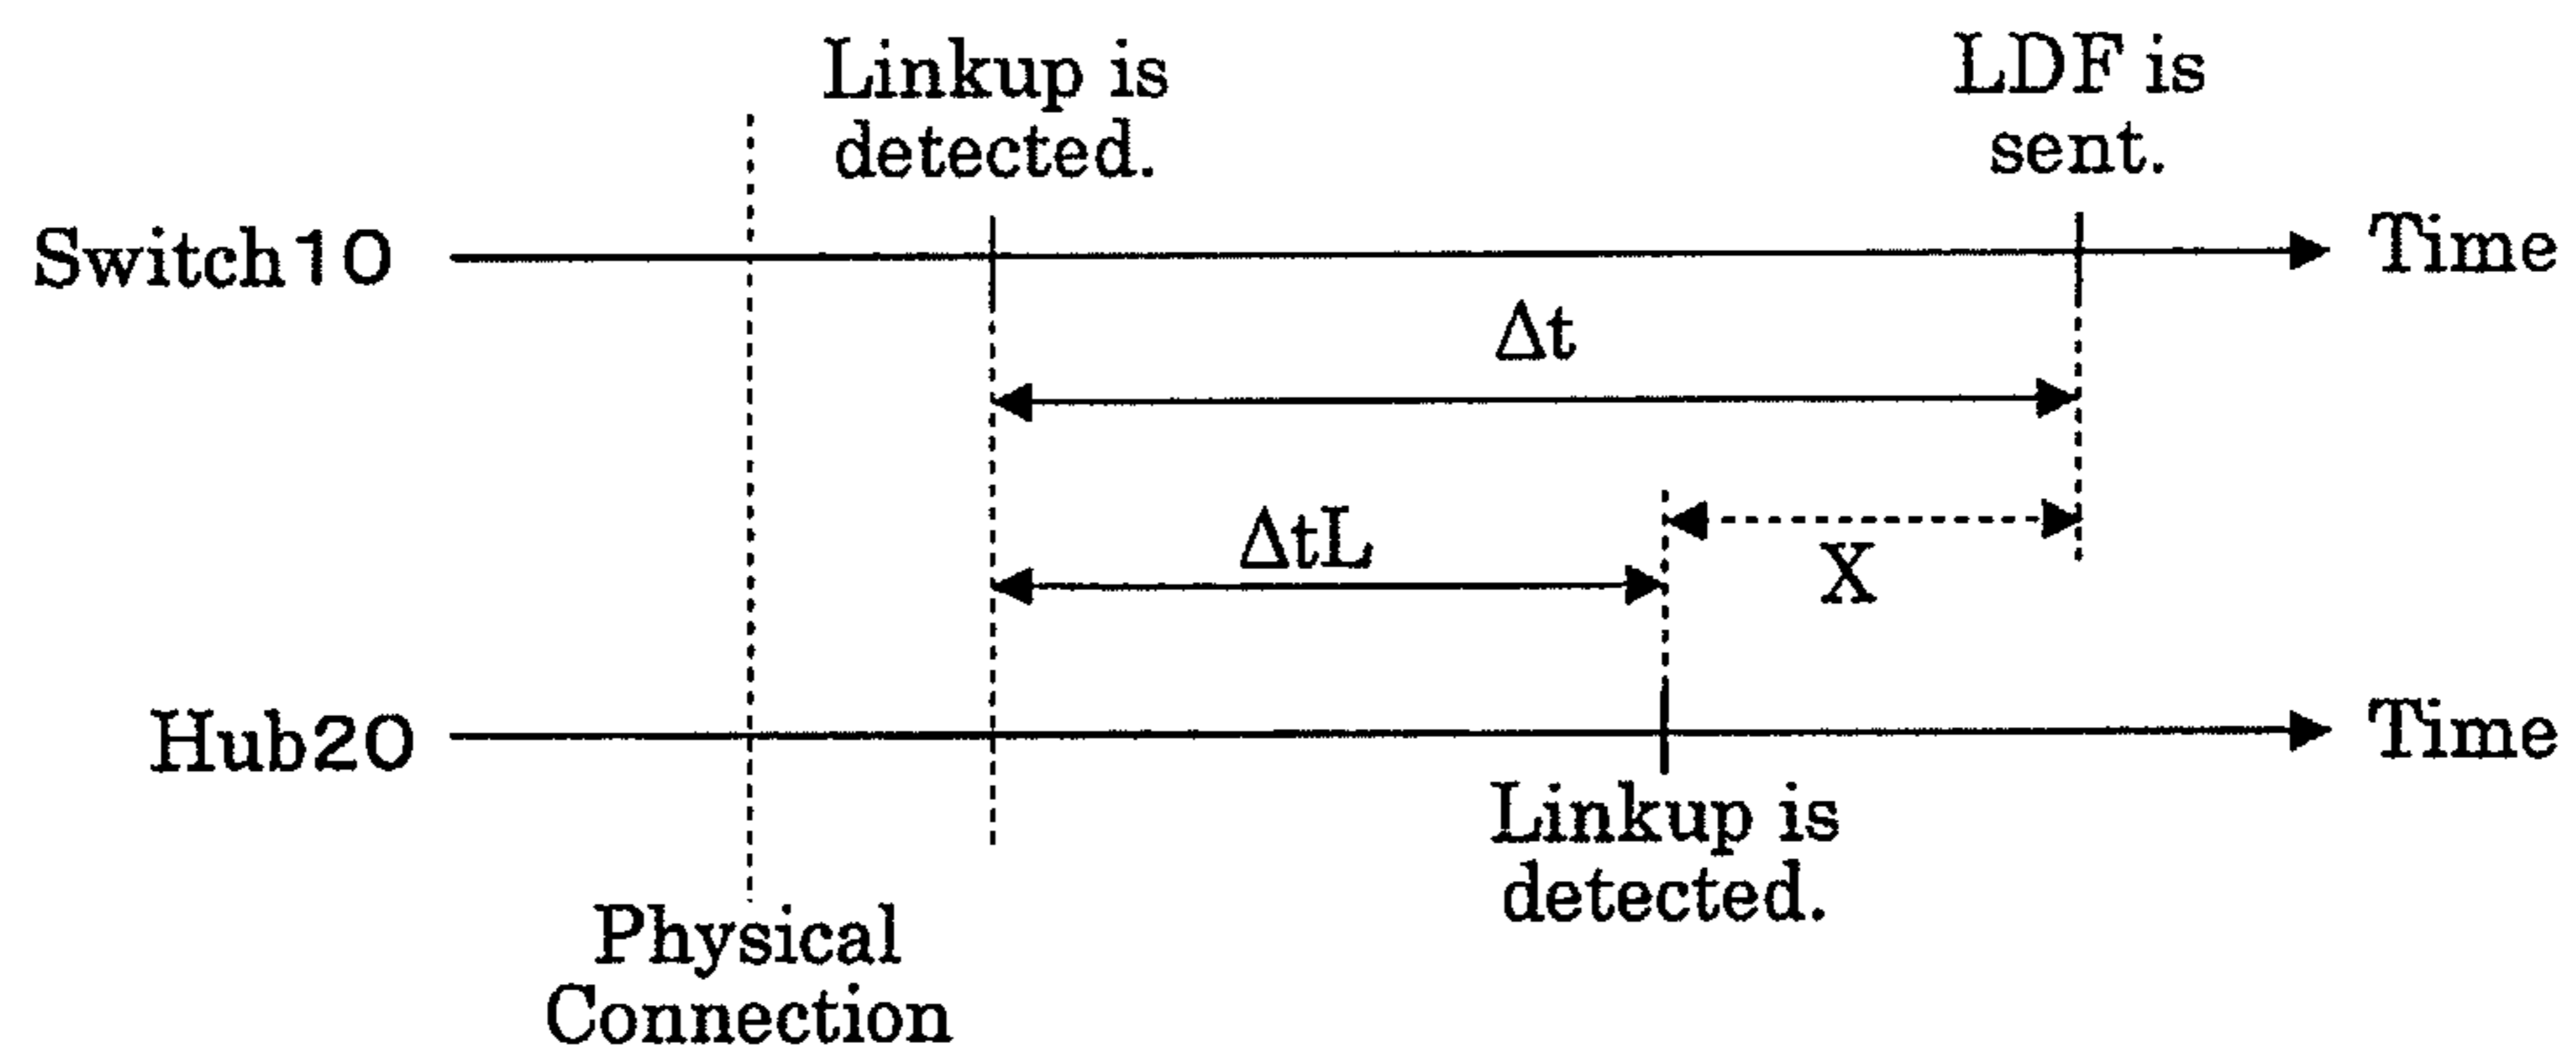 Linkup is
detected.
LDF is
sent.
Switch10
Time
Δt
ΔtL
X
Hub20
Time
Linkup is
detected.
Physical
Connection